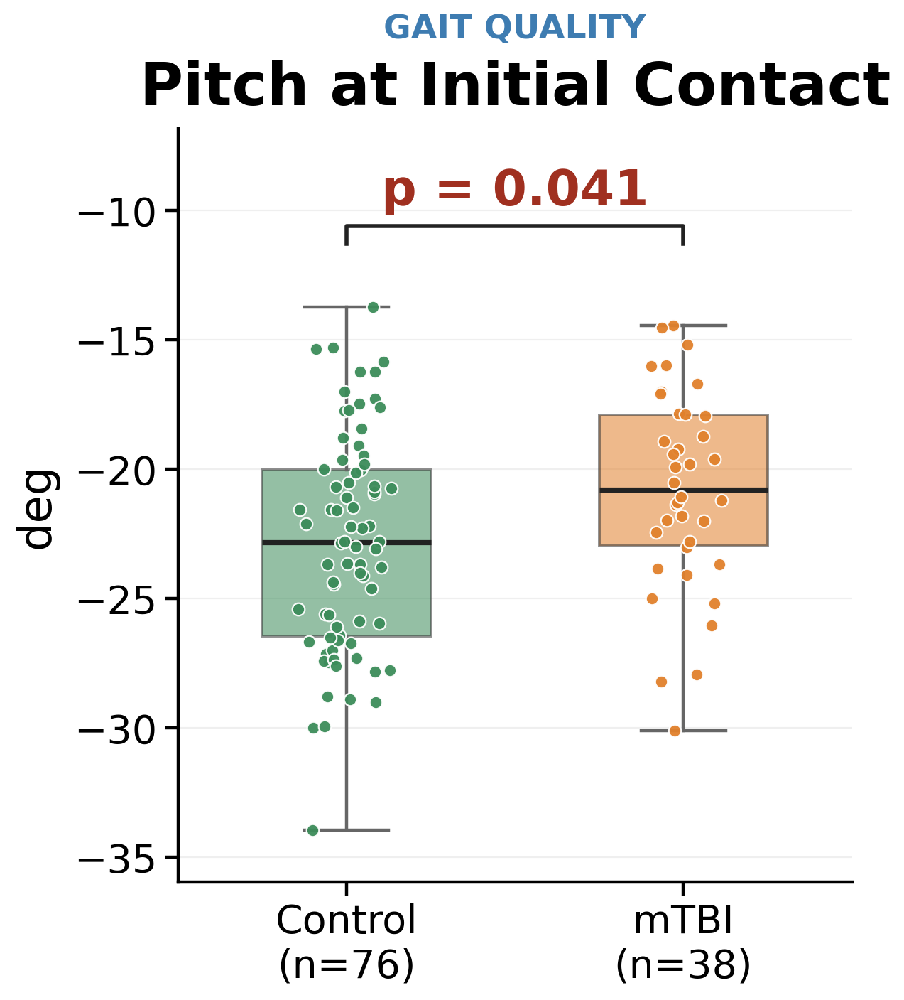 GAIT QUALITY
Pitch at Initial Contact
p = 0.041
−10
−15
−20
−25
−30
−35
deg
Control
(n=76)
mTBI
(n=38)